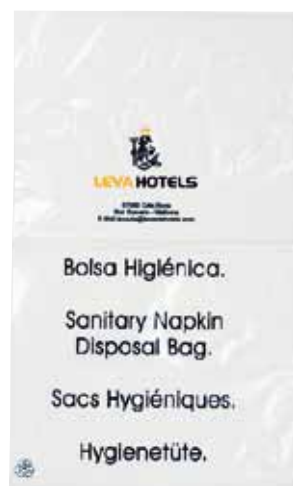 LEVA HOTELS
Bolsa Higiénica.
Sanitary Napkin
Disposal Bag.
Sacs Hygiéniques.
Hygienetüte.